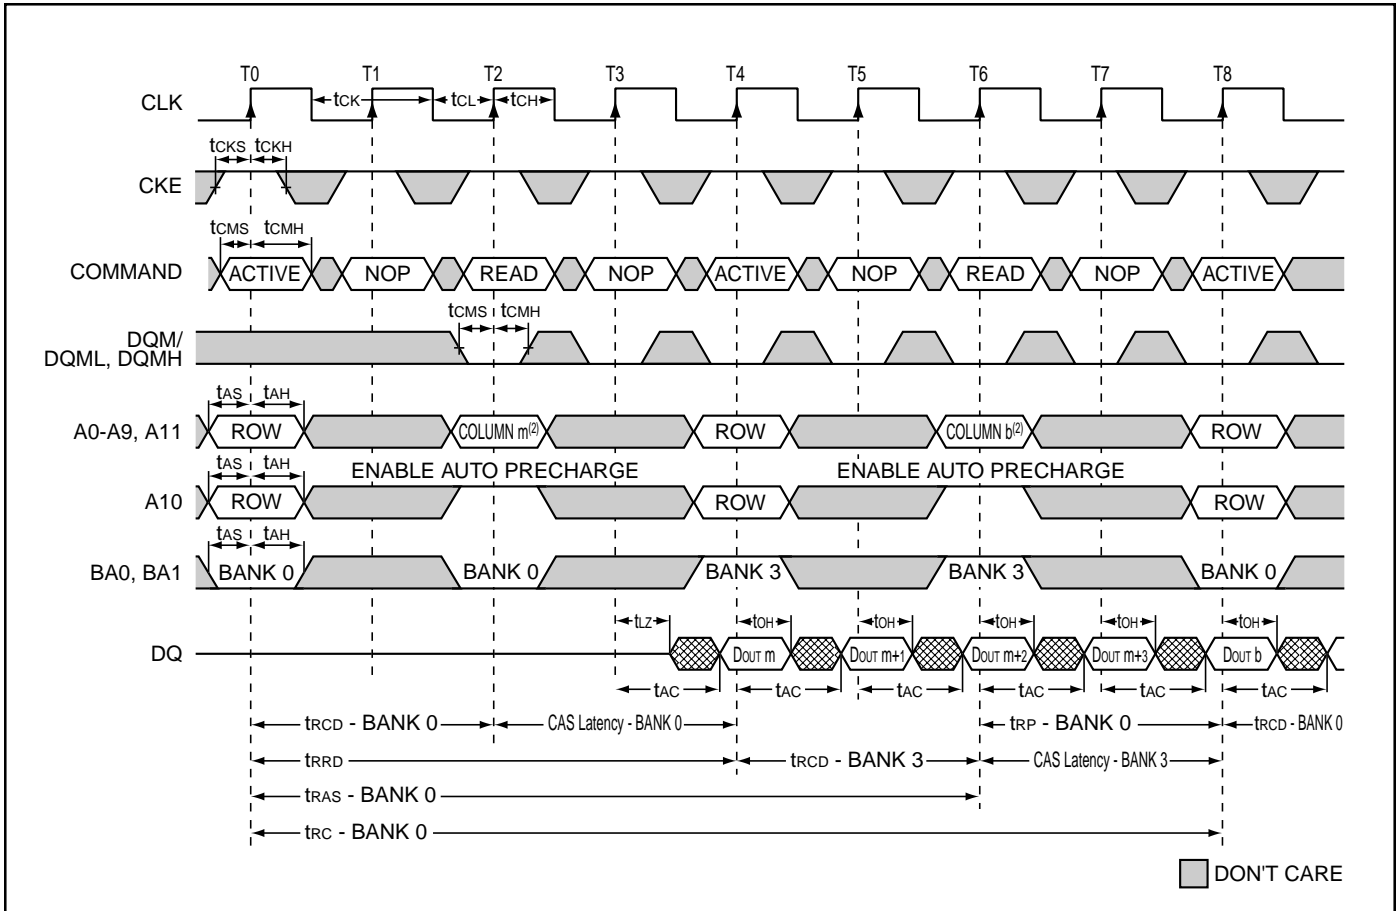 T0 T1 T2 T3 T4 T5 T6 T7 T8
CLK tCK tCL tCH
tCKS tCKH
CKE
tCMS tCMH
COMMAND ACTIVE NOP READ NOP ACTIVE NOP READ NOP ACTIVE
tCMS tCMH
DQM/
DQML, DQMH
tAS tAH
A0-A9, A11 ROW COLUMN m(2) ROW COLUMN b(2) ROW
tAS tAH ENABLE AUTO PRECHARGE ENABLE AUTO PRECHARGE
A10 ROW ROW ROW
tAS tAH
BA0, BA1 BANK 0 BANK 0 BANK 3 BANK 3 BANK 0
tLZ tOH tOH tOH tOH tOH
DQ DOUT m DOUT m+1 DOUT m+2 DOUT m+3 DOUT b
tAC tAC tAC tAC tAC tAC
tRCD - BANK 0 CAS Latency - BANK 0 tRP - BANK 0 tRCD - BANK 0
tRRD tRCD - BANK 3 CAS Latency - BANK 3
tRAS - BANK 0
tRC - BANK 0
DON'T CARE